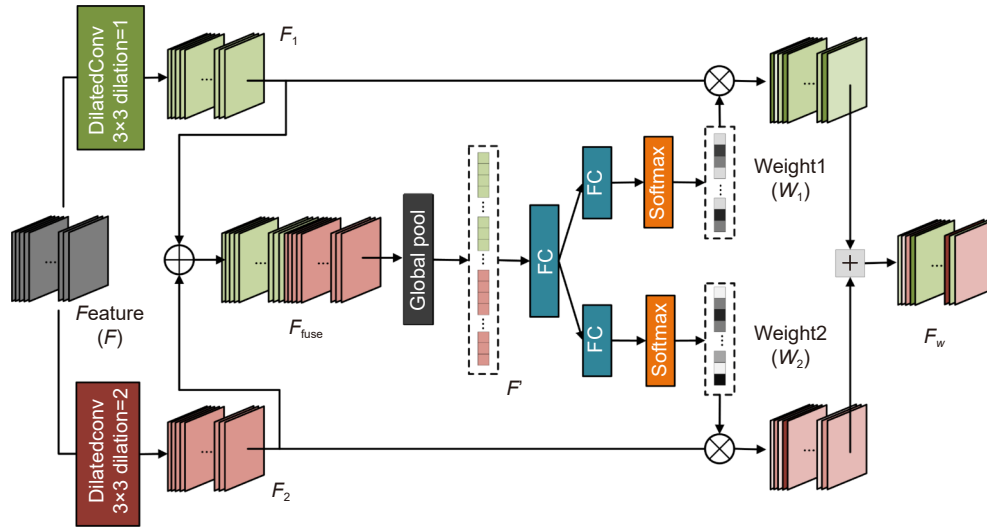 DilatedConv
3×3 dilation=1
F1
Feature
(F)
Dilatedconv
3×3 dilation=2
F2
Ffuse
Global pool
F'
FC
FC
Softmax
Weight1
(W1)
FC
Softmax
Weight2
(W2)
+
Fw